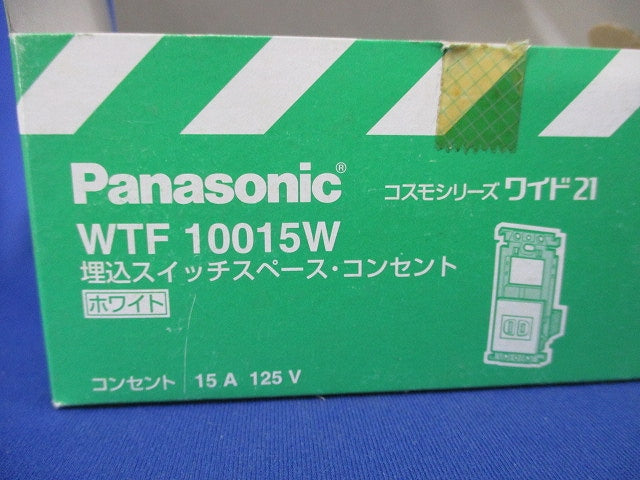 Panasonic®
コスモシリーズ ワイド21
WTF 10015W
埋込スイッチスペース・コンセント
ホワイト
コンセント 15 A 125 V